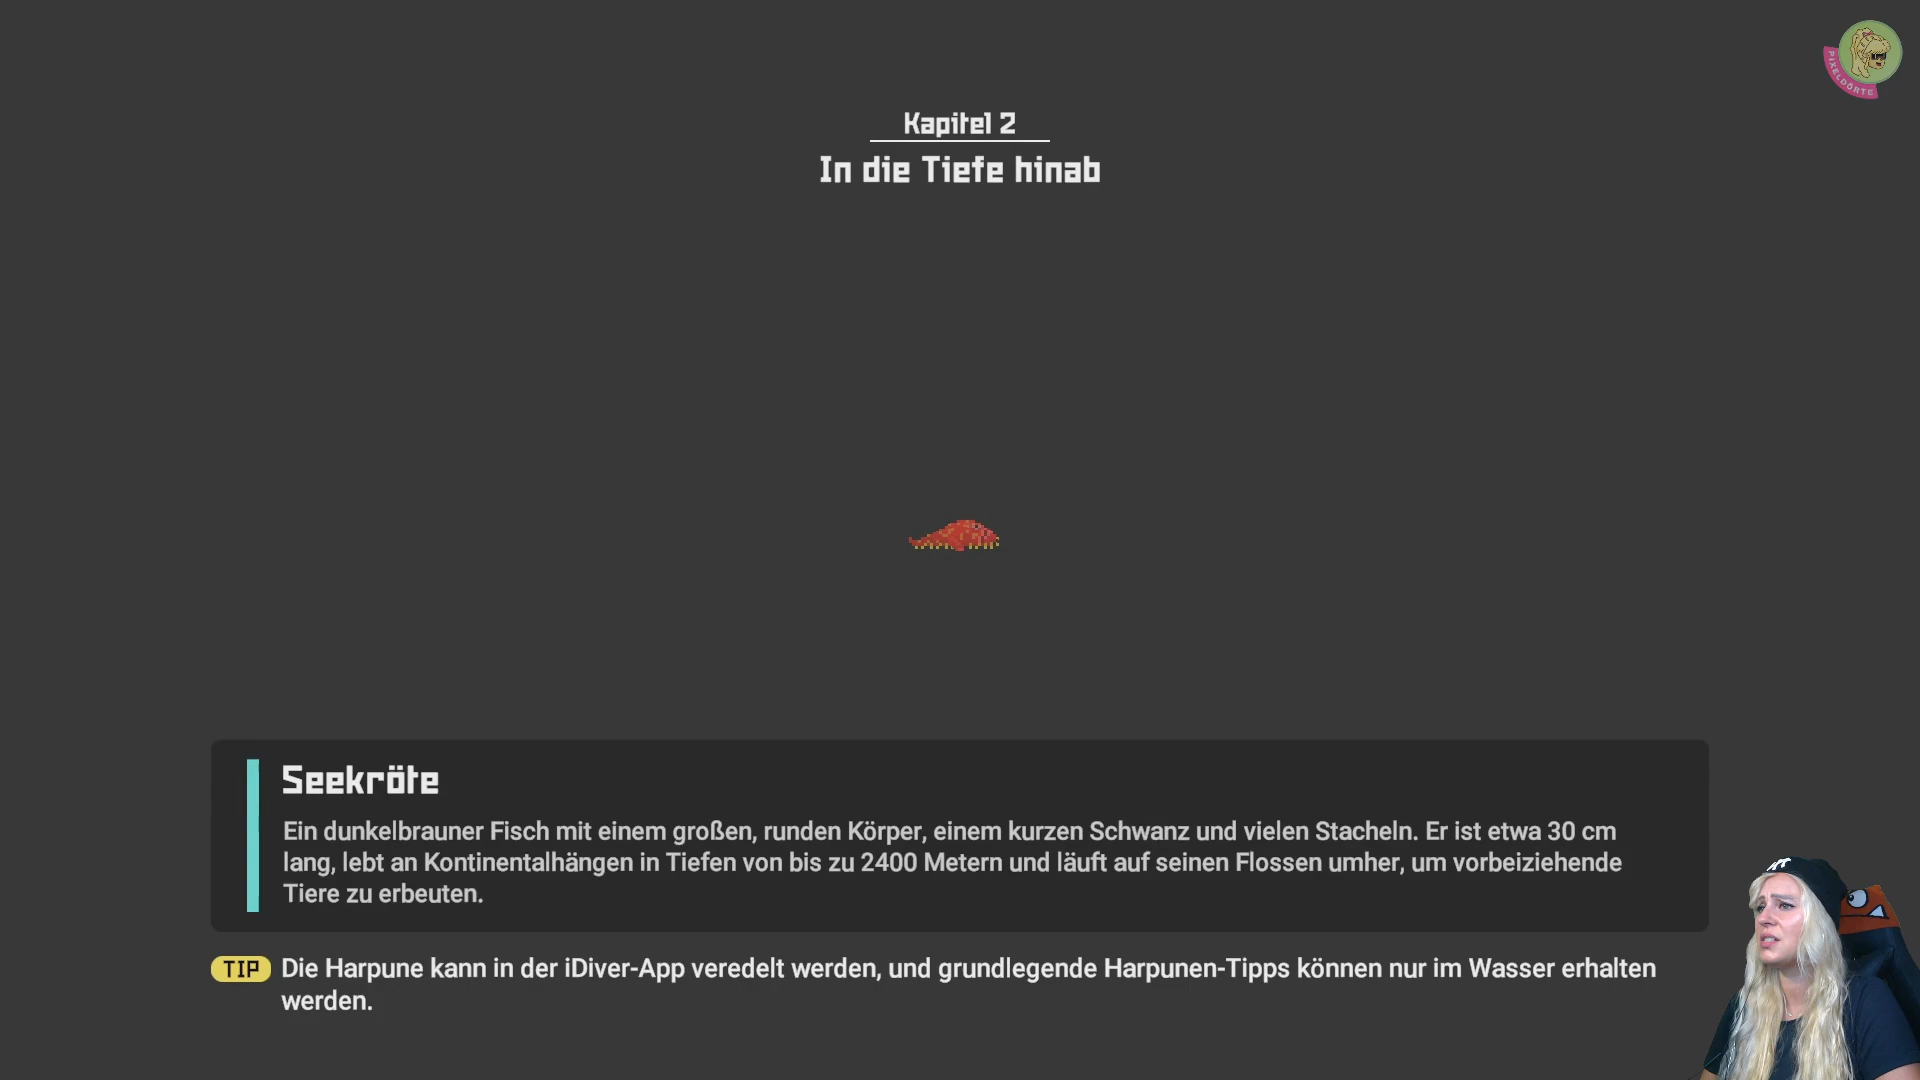 PIXELDÖRTE
Kapitel 2
In die Tiefe hinab
Seekröte
Ein dunkelbrauner Fisch mit einem großen, runden Körper, einem kurzen Schwanz und vielen Stacheln. Er ist etwa 30 cm
lang, lebt an Kontinentalhängen in Tiefen von bis zu 2400 Metern und läuft auf seinen Flossen umher, um vorbeiziehende
Tiere zu erbeuten.
TIP Die Harpune kann in der iDiver-App veredelt werden, und grundlegende Harpunen-Tipps können nur im Wasser erhalten
werden.